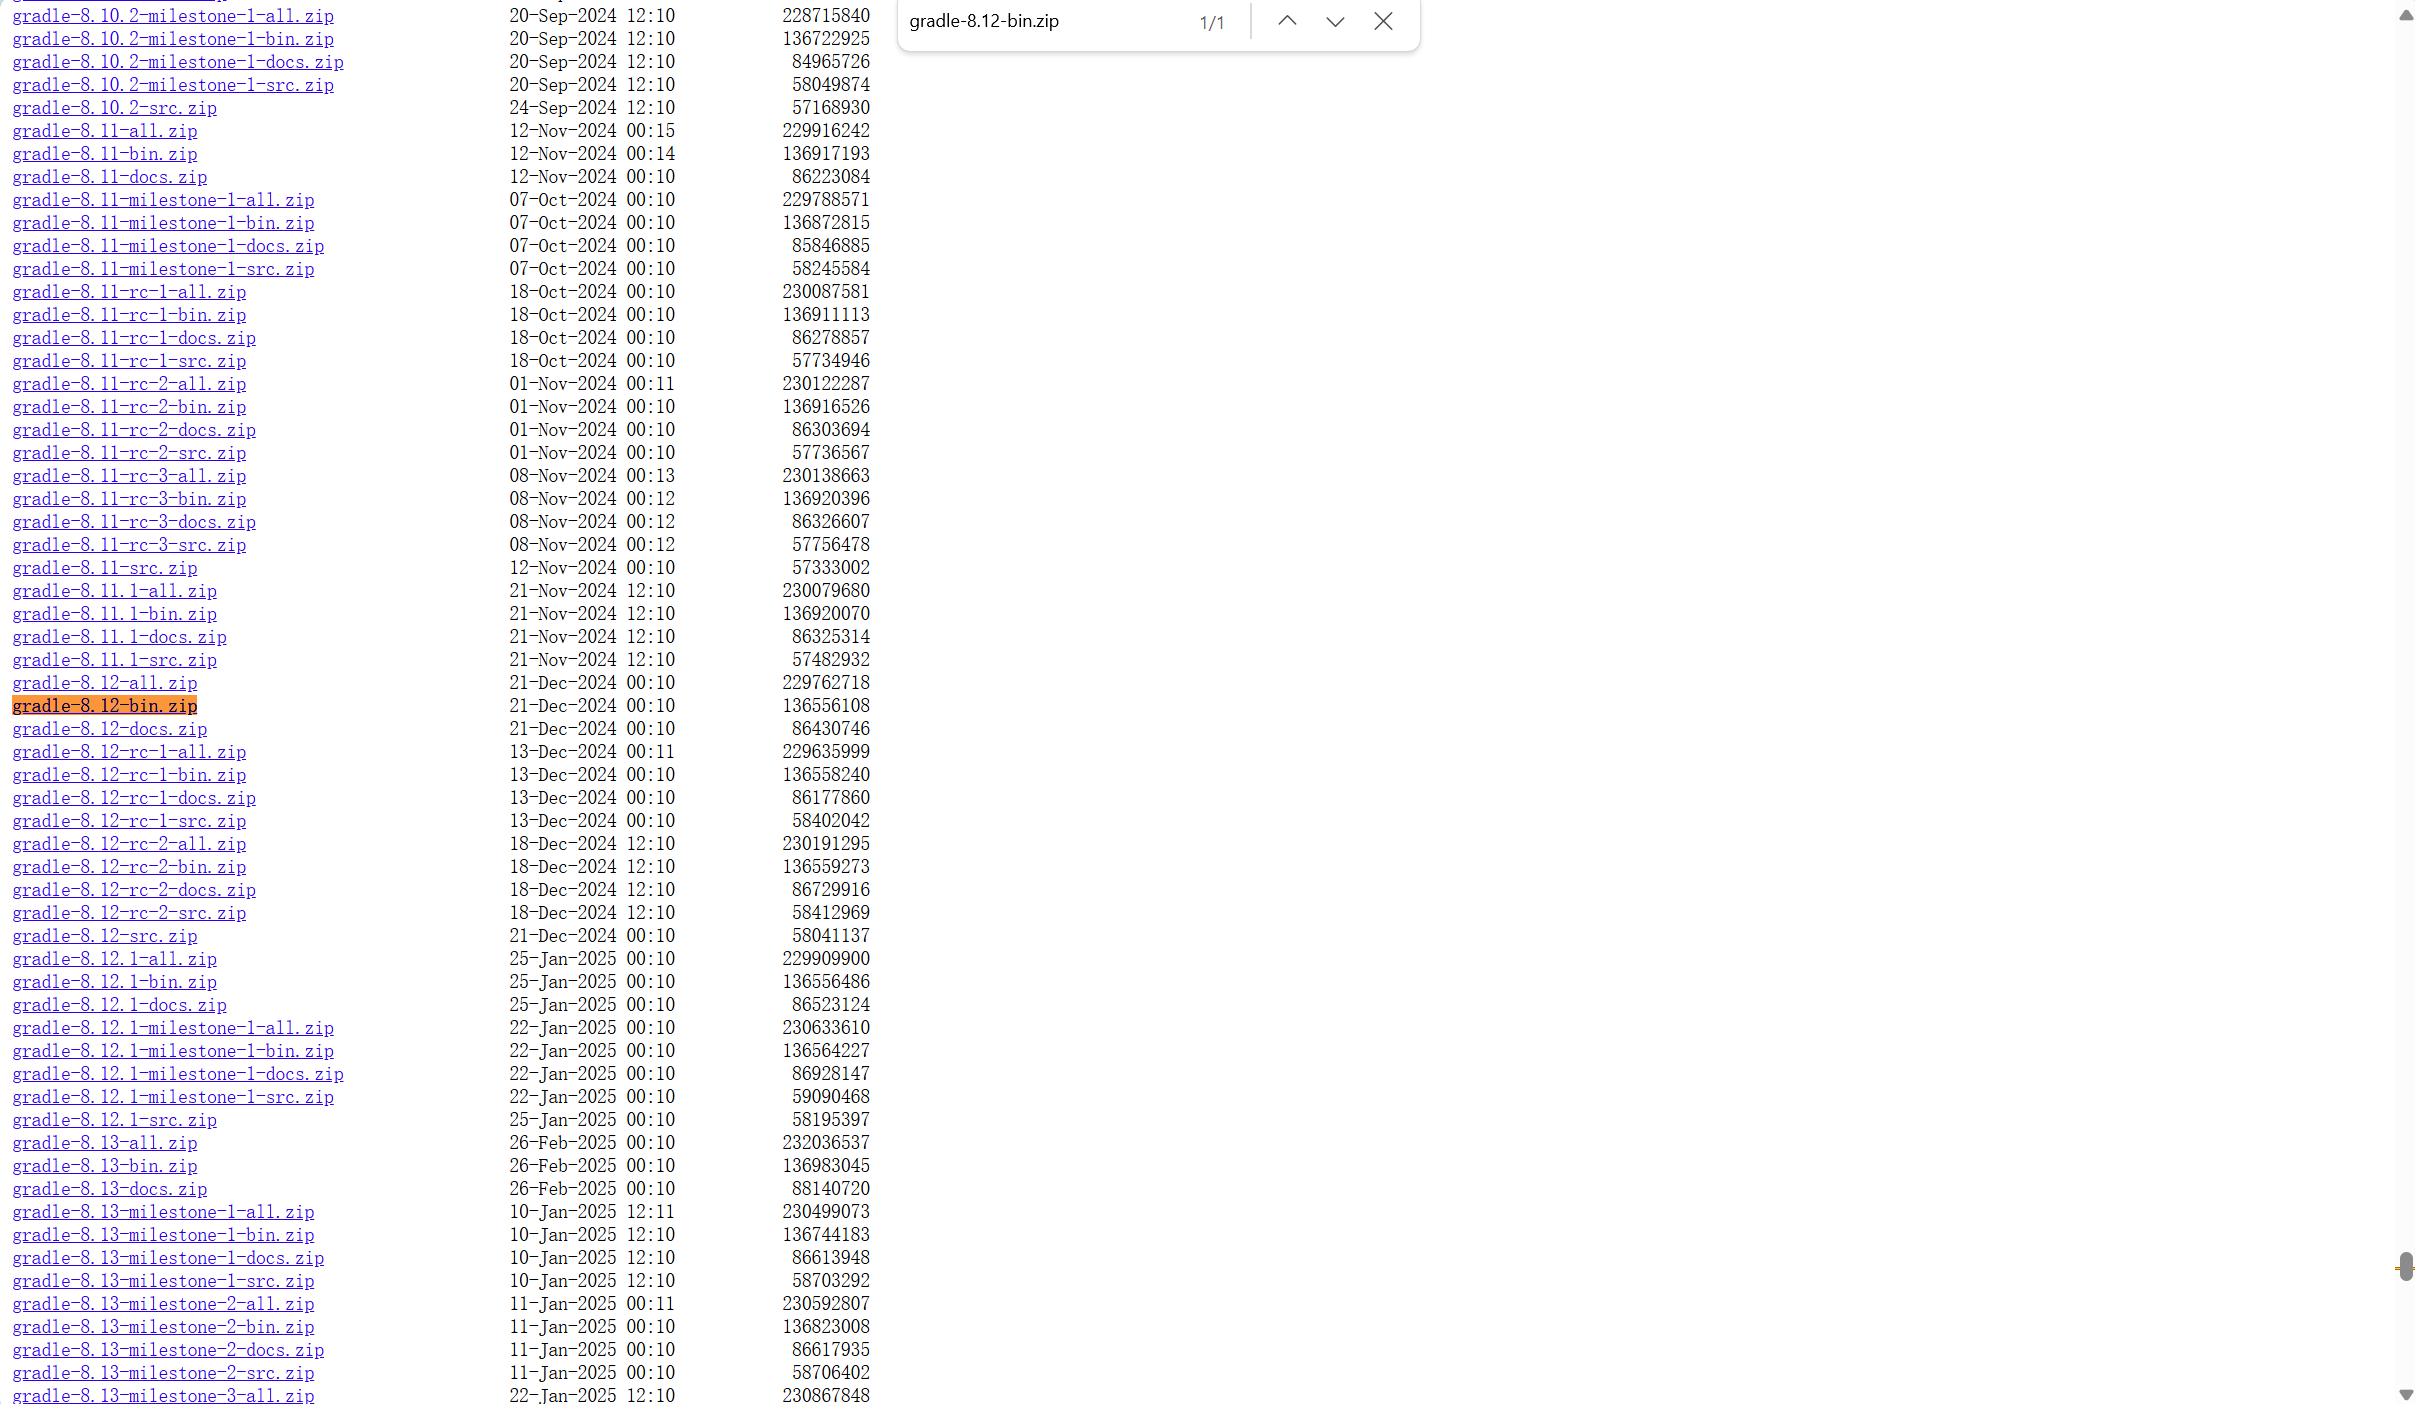 gradle-8.12-bin.zip 1/1
gradle-8.10.2-milestone-1-all.zip 20-Sep-2024 12:10 228715840
gradle-8.10.2-milestone-1-bin.zip 20-Sep-2024 12:10 136722925
gradle-8.10.2-milestone-1-docs.zip 20-Sep-2024 12:10 84965726
gradle-8.10.2-milestone-1-src.zip 20-Sep-2024 12:10 58049874
gradle-8.10.2-src.zip 24-Sep-2024 12:10 57168930
gradle-8.11-all.zip 12-Nov-2024 00:15 229916242
gradle-8.11-bin.zip 12-Nov-2024 00:14 136917193
gradle-8.11-docs.zip 12-Nov-2024 00:10 86223084
gradle-8.11-milestone-1-all.zip 07-Oct-2024 00:10 229788571
gradle-8.11-milestone-1-bin.zip 07-Oct-2024 00:10 136872815
gradle-8.11-milestone-1-docs.zip 07-Oct-2024 00:10 85846885
gradle-8.11-milestone-1-src.zip 07-Oct-2024 00:10 58245584
gradle-8.11-rc-1-all.zip 18-Oct-2024 00:10 230087581
gradle-8.11-rc-1-bin.zip 18-Oct-2024 00:10 136911113
gradle-8.11-rc-1-docs.zip 18-Oct-2024 00:10 86278857
gradle-8.11-rc-1-src.zip 18-Oct-2024 00:10 57734946
gradle-8.11-rc-2-all.zip 01-Nov-2024 00:11 230122287
gradle-8.11-rc-2-bin.zip 01-Nov-2024 00:10 136916526
gradle-8.11-rc-2-docs.zip 01-Nov-2024 00:10 86303694
gradle-8.11-rc-2-src.zip 01-Nov-2024 00:10 57736567
gradle-8.11-rc-3-all.zip 08-Nov-2024 00:13 230138663
gradle-8.11-rc-3-bin.zip 08-Nov-2024 00:12 136920396
gradle-8.11-rc-3-docs.zip 08-Nov-2024 00:12 86326607
gradle-8.11-rc-3-src.zip 08-Nov-2024 00:12 57756478
gradle-8.11-src.zip 12-Nov-2024 00:10 57333002
gradle-8.11.1-all.zip 21-Nov-2024 12:10 230079680
gradle-8.11.1-bin.zip 21-Nov-2024 12:10 136920070
gradle-8.11.1-docs.zip 21-Nov-2024 12:10 86325314
gradle-8.11.1-src.zip 21-Nov-2024 12:10 57482932
gradle-8.12-all.zip 21-Dec-2024 00:10 229762718
gradle-8.12-bin.zip 21-Dec-2024 00:10 136556108
gradle-8.12-docs.zip 21-Dec-2024 00:10 86430746
gradle-8.12-rc-1-all.zip 13-Dec-2024 00:11 229635999
gradle-8.12-rc-1-bin.zip 13-Dec-2024 00:10 136558240
gradle-8.12-rc-1-docs.zip 13-Dec-2024 00:10 86177860
gradle-8.12-rc-1-src.zip 13-Dec-2024 00:10 58402042
gradle-8.12-rc-2-all.zip 18-Dec-2024 12:10 230191295
gradle-8.12-rc-2-bin.zip 18-Dec-2024 12:10 136559273
gradle-8.12-rc-2-docs.zip 18-Dec-2024 12:10 86729916
gradle-8.12-rc-2-src.zip 18-Dec-2024 12:10 58412969
gradle-8.12-src.zip 21-Dec-2024 00:10 58041137
gradle-8.12.1-all.zip 25-Jan-2025 00:10 229909900
gradle-8.12.1-bin.zip 25-Jan-2025 00:10 136556486
gradle-8.12.1-docs.zip 25-Jan-2025 00:10 86523124
gradle-8.12.1-milestone-1-all.zip 22-Jan-2025 00:10 230633610
gradle-8.12.1-milestone-1-bin.zip 22-Jan-2025 00:10 136564227
gradle-8.12.1-milestone-1-docs.zip 22-Jan-2025 00:10 86928147
gradle-8.12.1-milestone-1-src.zip 22-Jan-2025 00:10 59090468
gradle-8.12.1-src.zip 25-Jan-2025 00:10 58195397
gradle-8.13-all.zip 26-Feb-2025 00:10 232036537
gradle-8.13-bin.zip 26-Feb-2025 00:10 136983045
gradle-8.13-docs.zip 26-Feb-2025 00:10 88140720
gradle-8.13-milestone-1-all.zip 10-Jan-2025 12:11 230499073
gradle-8.13-milestone-1-bin.zip 10-Jan-2025 12:10 136744183
gradle-8.13-milestone-1-docs.zip 10-Jan-2025 12:10 86613948
gradle-8.13-milestone-1-src.zip 10-Jan-2025 12:10 58703292
gradle-8.13-milestone-2-all.zip 11-Jan-2025 00:11 230592807
gradle-8.13-milestone-2-bin.zip 11-Jan-2025 00:10 136823008
gradle-8.13-milestone-2-docs.zip 11-Jan-2025 00:10 86617935
gradle-8.13-milestone-2-src.zip 11-Jan-2025 00:10 58706402
gradle-8.13-milestone-3-all.zip 22-Jan-2025 12:10 230867848